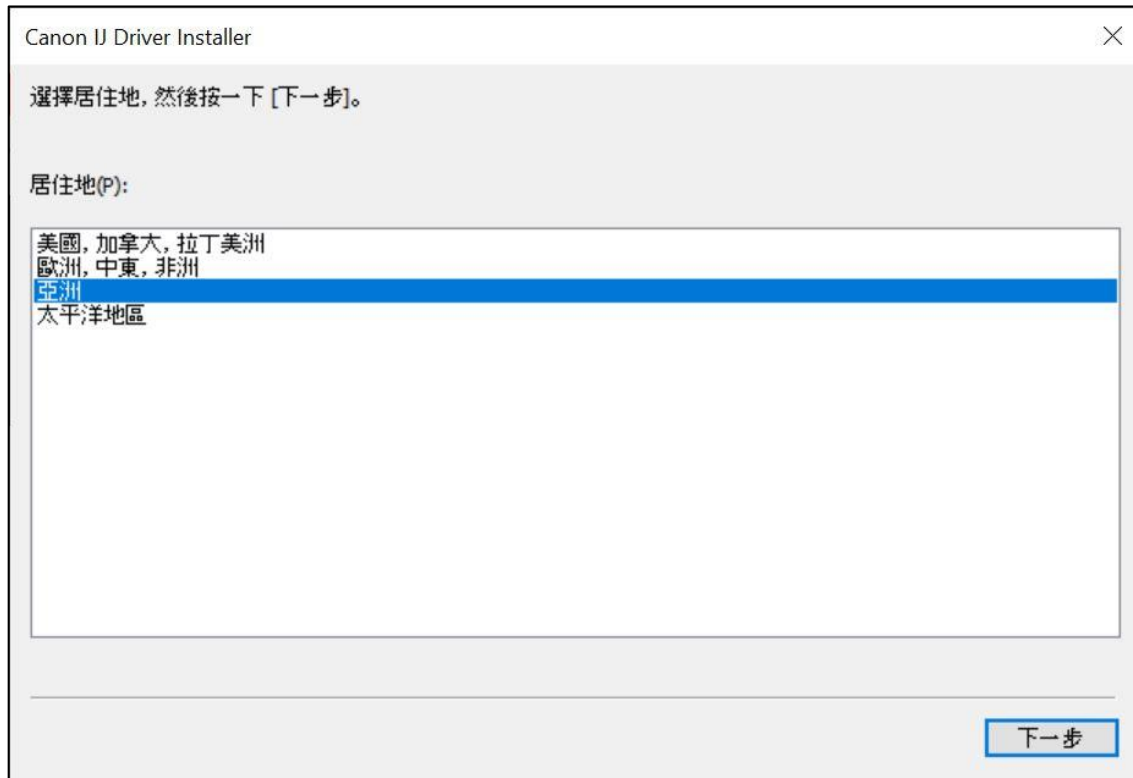 Canon IJ Driver Installer
選擇居住地, 然後按一下 [下一步]。
居住地(P):
美國, 加拿大, 拉丁美洲
歐洲, 中東, 非洲
亞洲
太平洋地區
下一步